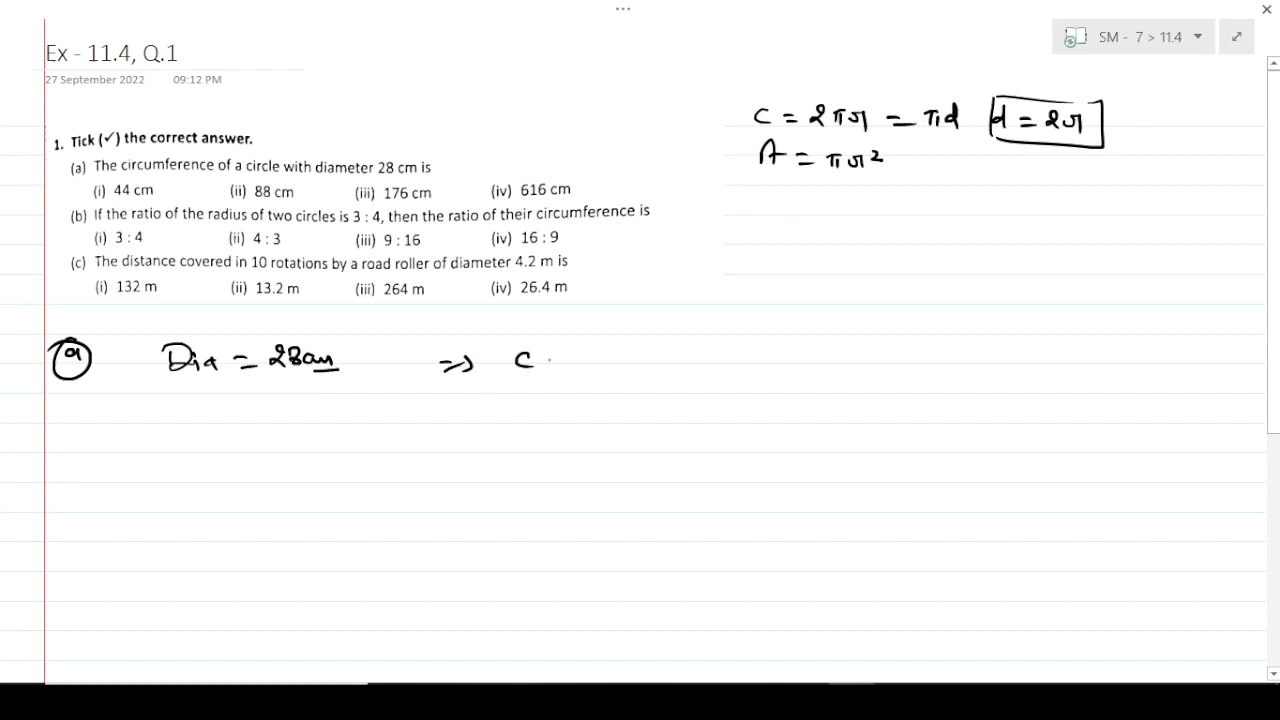 Ex - 11.4, Q.1
27 September 2022 09:12 PM
SM - 7 > 11.4
C = 2πr = πd d = 2r
A = πr²
1. Tick (✓) the correct answer.
(a) The circumference of a circle with diameter 28 cm is
(i) 44 cm (ii) 88 cm (iii) 176 cm (iv) 616 cm
(b) If the ratio of the radius of two circles is 3 : 4, then the ratio of their circumference is
(i) 3 : 4 (ii) 4 : 3 (iii) 9 : 16 (iv) 16 : 9
(c) The distance covered in 10 rotations by a road roller of diameter 4.2 m is
(i) 132 m (ii) 13.2 m (iii) 264 m (iv) 26.4 m
a Dia = 28cm => C